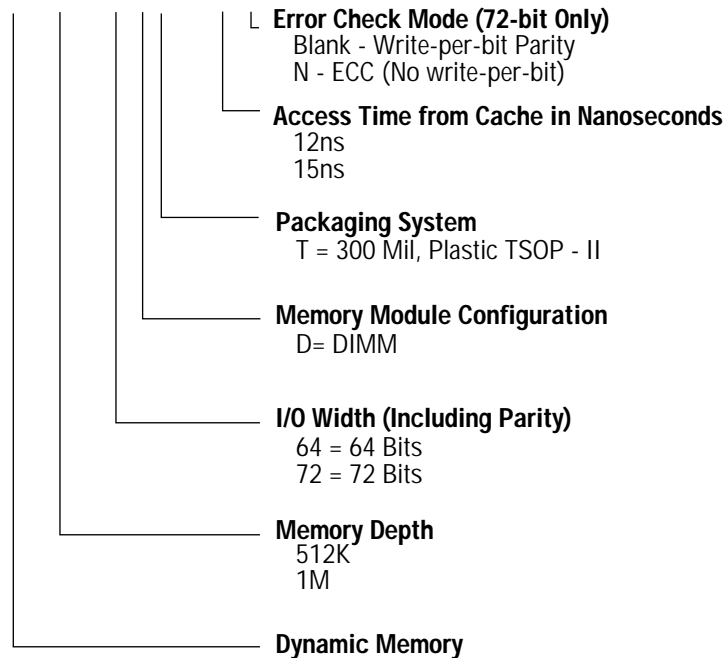 Error Check Mode (72-bit Only)
Blank - Write-per-bit Parity
N - ECC (No write-per-bit)
Access Time from Cache in Nanoseconds
12ns
15ns
Packaging System
T = 300 Mil, Plastic TSOP - II
Memory Module Configuration
D= DIMM
I/O Width (Including Parity)
64 = 64 Bits
72 = 72 Bits
Memory Depth
512K
1M
Dynamic Memory